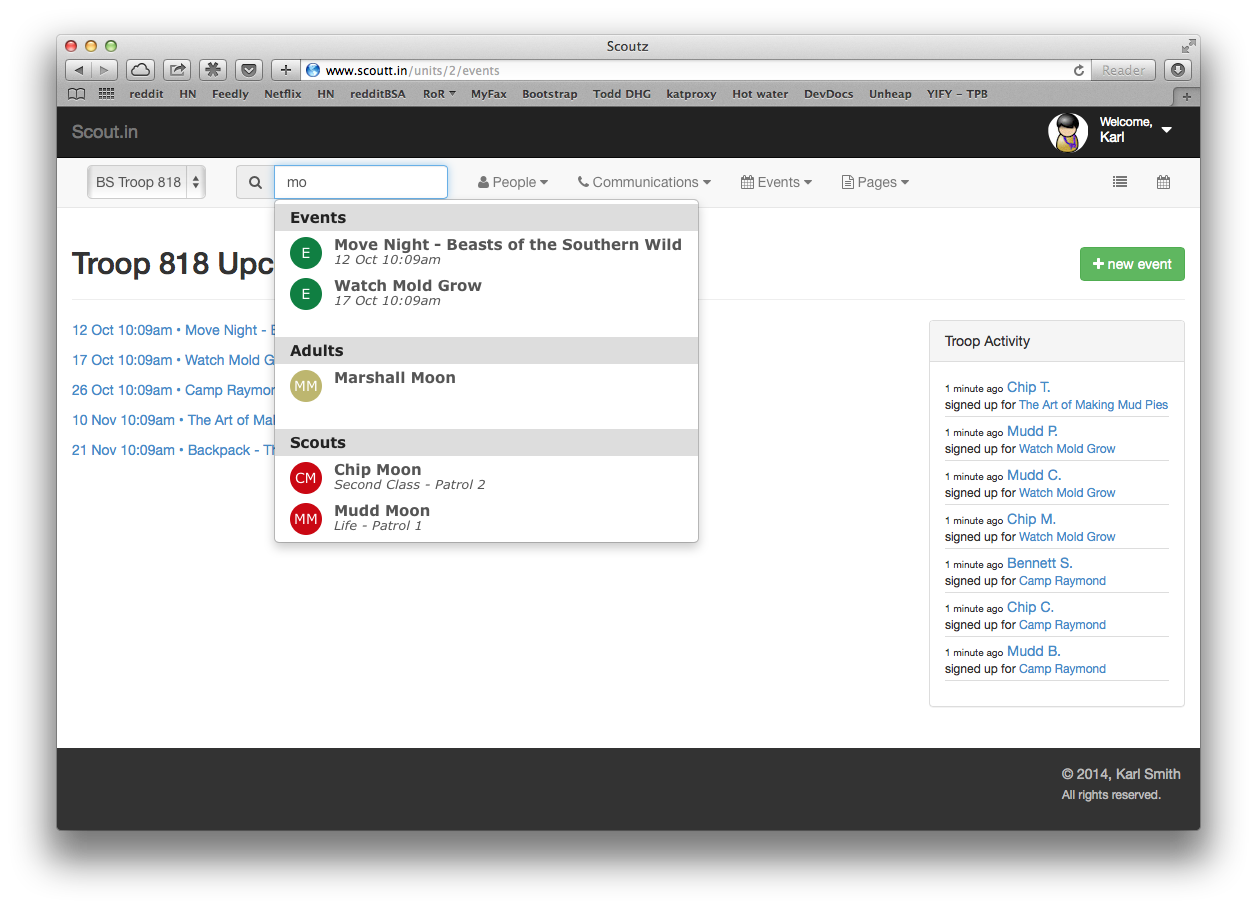 Scoutz
www.scoutt.in/units/2/events
Reader
reddit HN Feedly Netflix HN redditBSA RoR MyFax Bootstrap Todd DHG katproxy Hot water DevDocs Unheap YIFY - TPB
Scout.in
Welcome,
Karl
BS Troop 818
mo
People
Communications
Events
Pages
Events
E
Move Night - Beasts of the Southern Wild
12 Oct 10:09am
E
Watch Mold Grow
17 Oct 10:09am
Adults
MM
Marshall Moon
Scouts
CM
Chip Moon
Second Class - Patrol 2
MM
Mudd Moon
Life - Patrol 1
Troop 818 Upc
+ new event
12 Oct 10:09am • Move Night - B
17 Oct 10:09am • Watch Mold G
26 Oct 10:09am • Camp Raymon
10 Nov 10:09am • The Art of Mak
21 Nov 10:09am • Backpack - Th
Troop Activity
1 minute ago Chip T.
signed up for The Art of Making Mud Pies
1 minute ago Mudd P.
signed up for Watch Mold Grow
1 minute ago Mudd C.
signed up for Watch Mold Grow
1 minute ago Chip M.
signed up for Watch Mold Grow
1 minute ago Bennett S.
signed up for Camp Raymond
1 minute ago Chip C.
signed up for Camp Raymond
1 minute ago Mudd B.
signed up for Camp Raymond
© 2014, Karl Smith
All rights reserved.